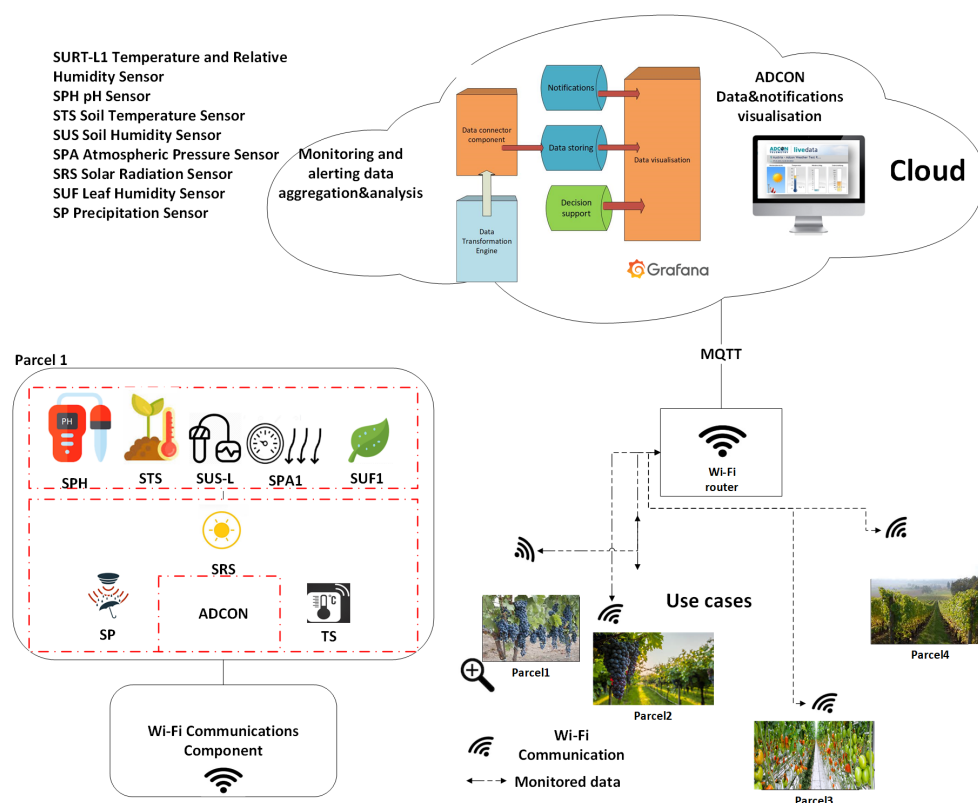 SURT-L1 Temperature and Relative
Humidity Sensor
SPH pH Sensor
STS Soil Temperature Sensor
SUS Soil Humidity Sensor
SPA Atmospheric Pressure Sensor
SRS Solar Radiation Sensor
SUF Leaf Humidity Sensor
SP Precipitation Sensor
Monitoring and
alerting data
aggregation&analysis
Data connector
component
Data
Transformation
Engine
Notifications
Data storing
Decision
support
Data visualisation
Grafana
ADCON
Data&notifications
visualisation
ADCON
livedata
Cloud
MQTT
Wi-Fi
router
Parcel 1
PH
SPH
STS
SUS-L
SPA1
SUF1
SRS
SP
ADCON
°C
TS
Wi-Fi Communications
Component
Use cases
Parcel1
Parcel2
Parcel3
Parcel4
Wi-Fi
Communication
Monitored data